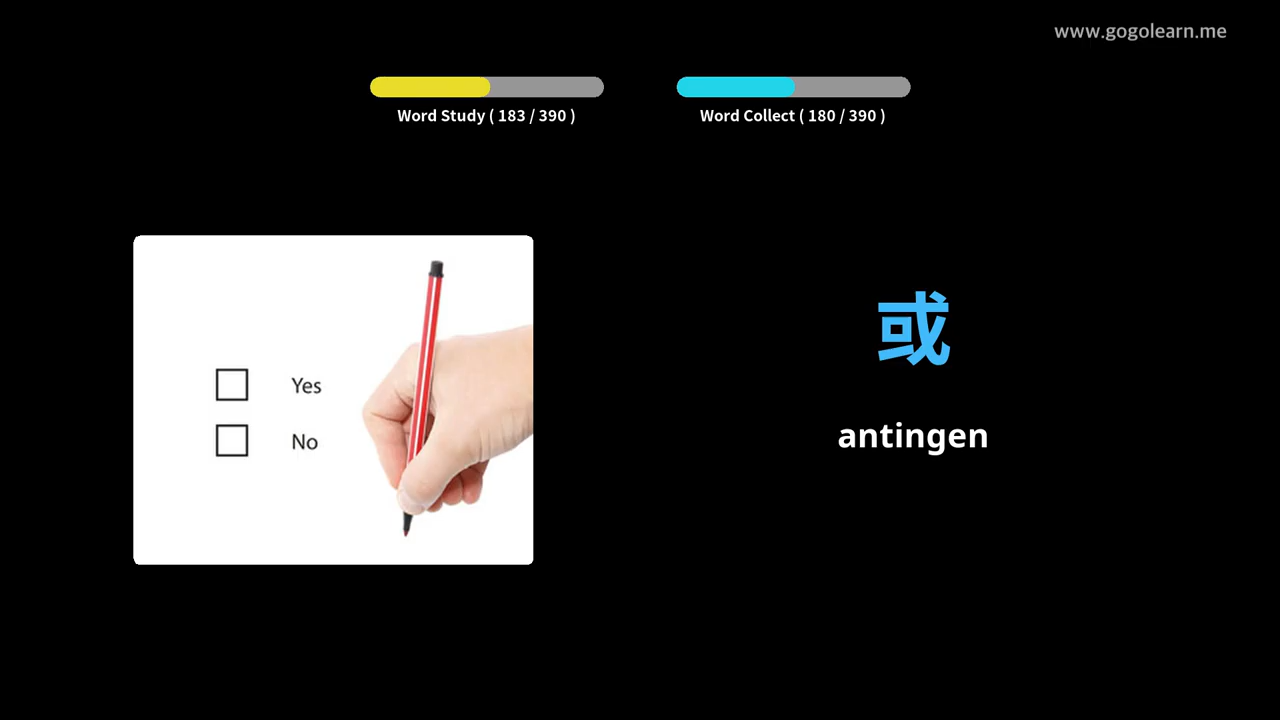 www.gogolearn.me
Word Study ( 183 / 390 )
Word Collect ( 180 / 390 )
Yes
No
或
antingen